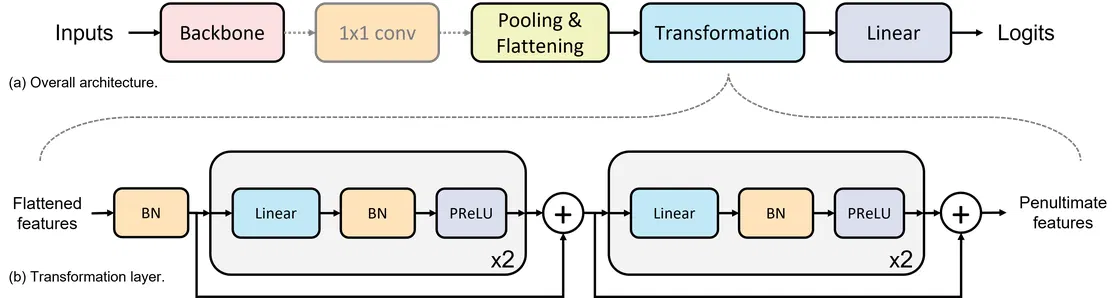 Inputs
Backbone
1x1 conv
Pooling &
Flattening
Transformation
Linear
Logits
(a) Overall architecture.
Flattened
features
BN
Linear
BN
PReLU
x2
+
Linear
BN
PReLU
x2
+
Penultimate
features
(b) Transformation layer.